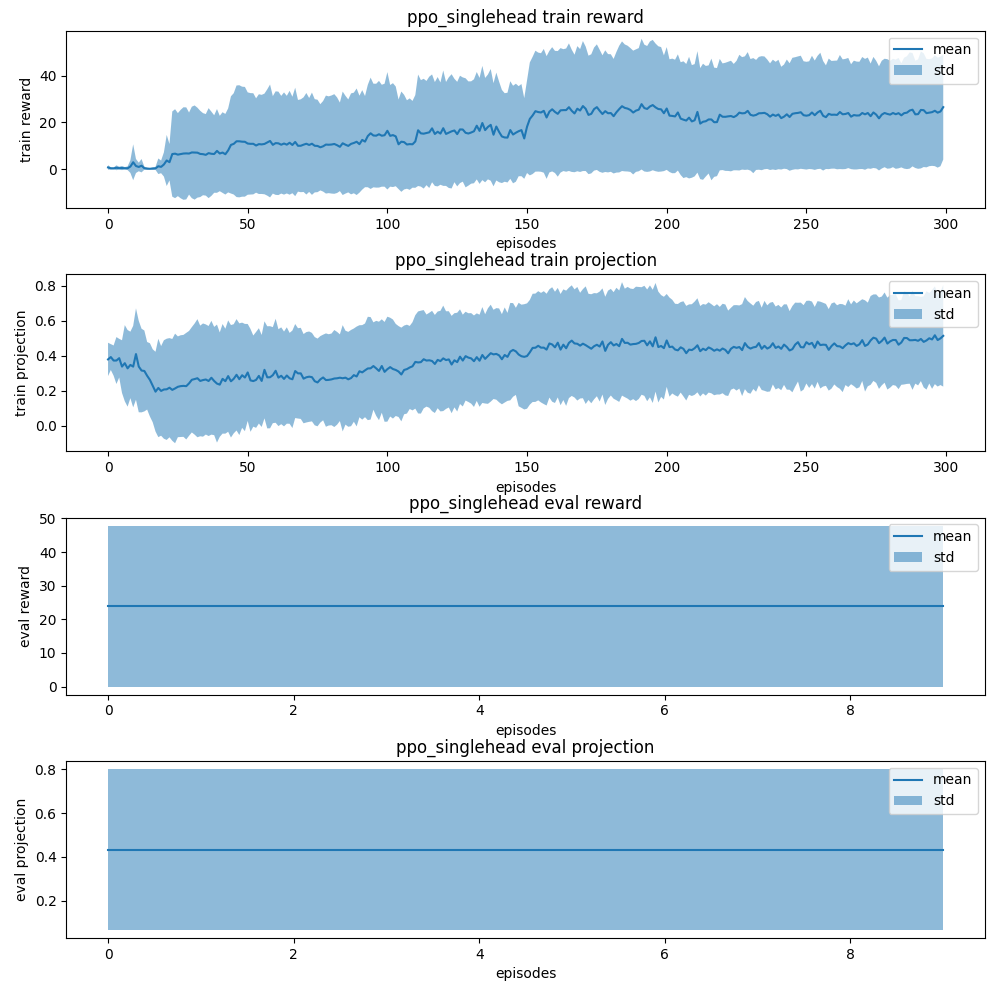 ppo_singlehead train reward
train reward
40
20
0
mean
std
0 50 100 150 200 250 300
episodes
ppo_singlehead train projection
train projection
0.8
0.6
0.4
0.2
0.0
mean
std
0 50 100 150 200 250 300
episodes
ppo_singlehead eval reward
eval reward
50
40
30
20
10
0
mean
std
0 2 4 6 8
episodes
ppo_singlehead eval projection
eval projection
0.8
0.6
0.4
0.2
mean
std
0 2 4 6 8
episodes